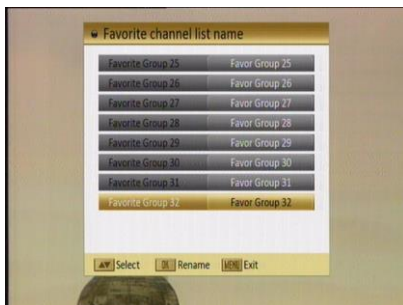 Favorite channel list name
Favorite Group 25 Favor Group 25
Favorite Group 26 Favor Group 26
Favorite Group 27 Favor Group 27
Favorite Group 28 Favor Group 28
Favorite Group 29 Favor Group 29
Favorite Group 30 Favor Group 30
Favorite Group 31 Favor Group 31
Favorite Group 32 Favor Group 32
▲▼ Select OK Rename MENU Exit